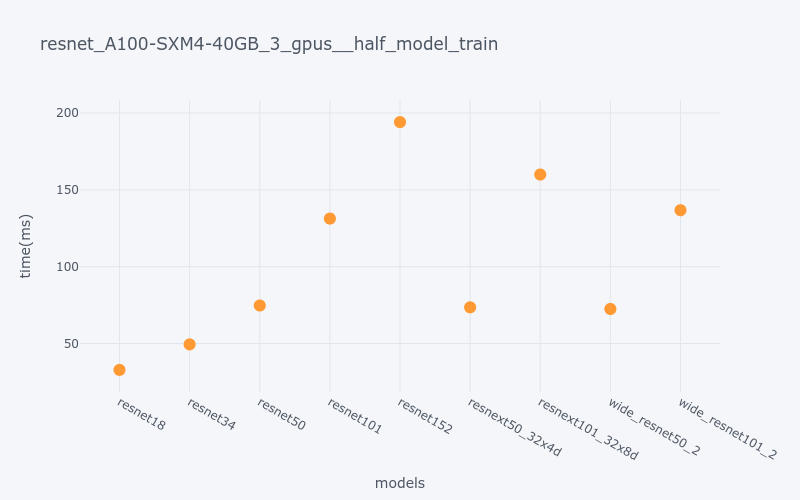 resnet_A100-SXM4-40GB_3_gpus__half_model_train
time(ms)
200
150
100
50
resnet18
resnet34
resnet50
resnet101
resnet152
resnext50_32x4d
resnext101_32x8d
wide_resnet50_2
wide_resnet101_2
models